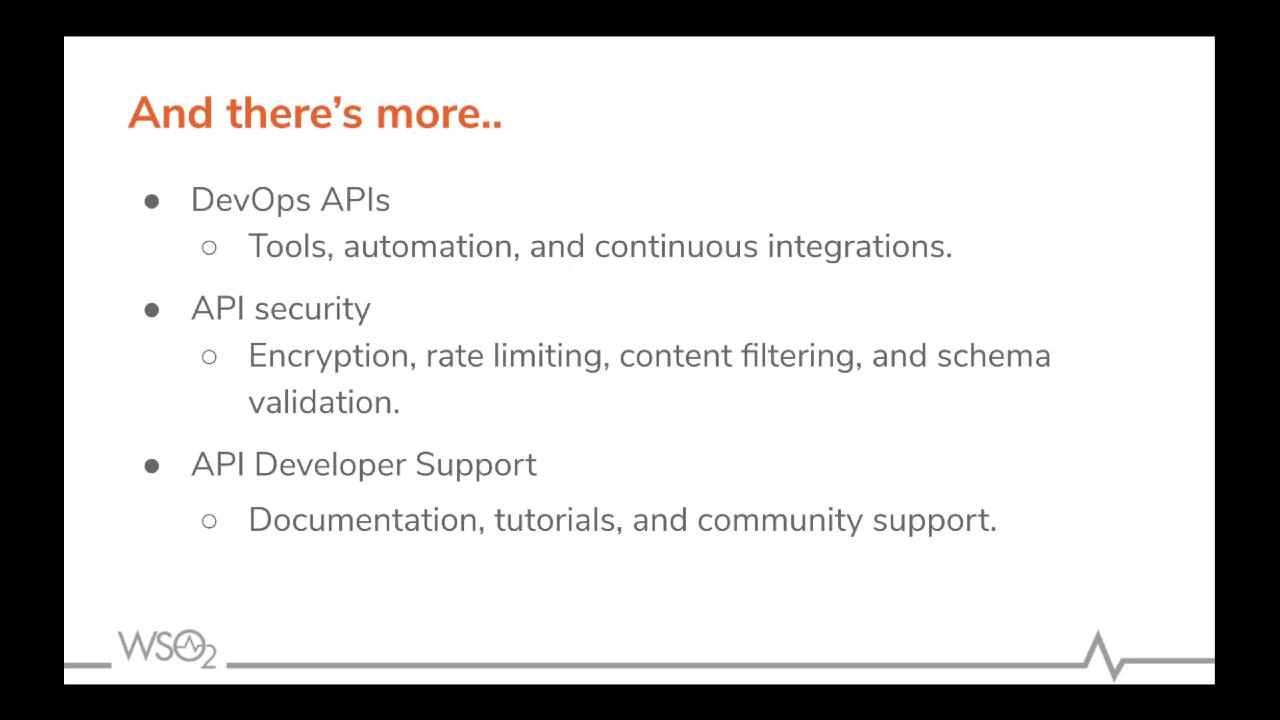 And there's more..
● DevOps APIs
○ Tools, automation, and continuous integrations.
● API security
○ Encryption, rate limiting, content filtering, and schema
validation.
● API Developer Support
○ Documentation, tutorials, and community support.
WSO2